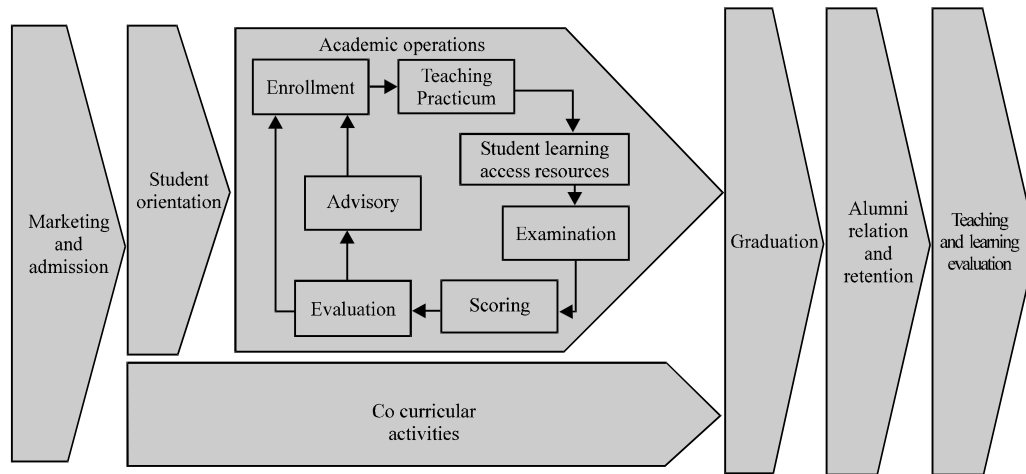 Marketing
and
admission
Student
orientation
Academic operations
Enrollment
Teaching
Practicum
Student learning
access resources
Examination
Scoring
Evaluation
Advisory
Co curricular
activities
Graduation
Alumni
relation
and
retention
Teaching
and learning
evaluation